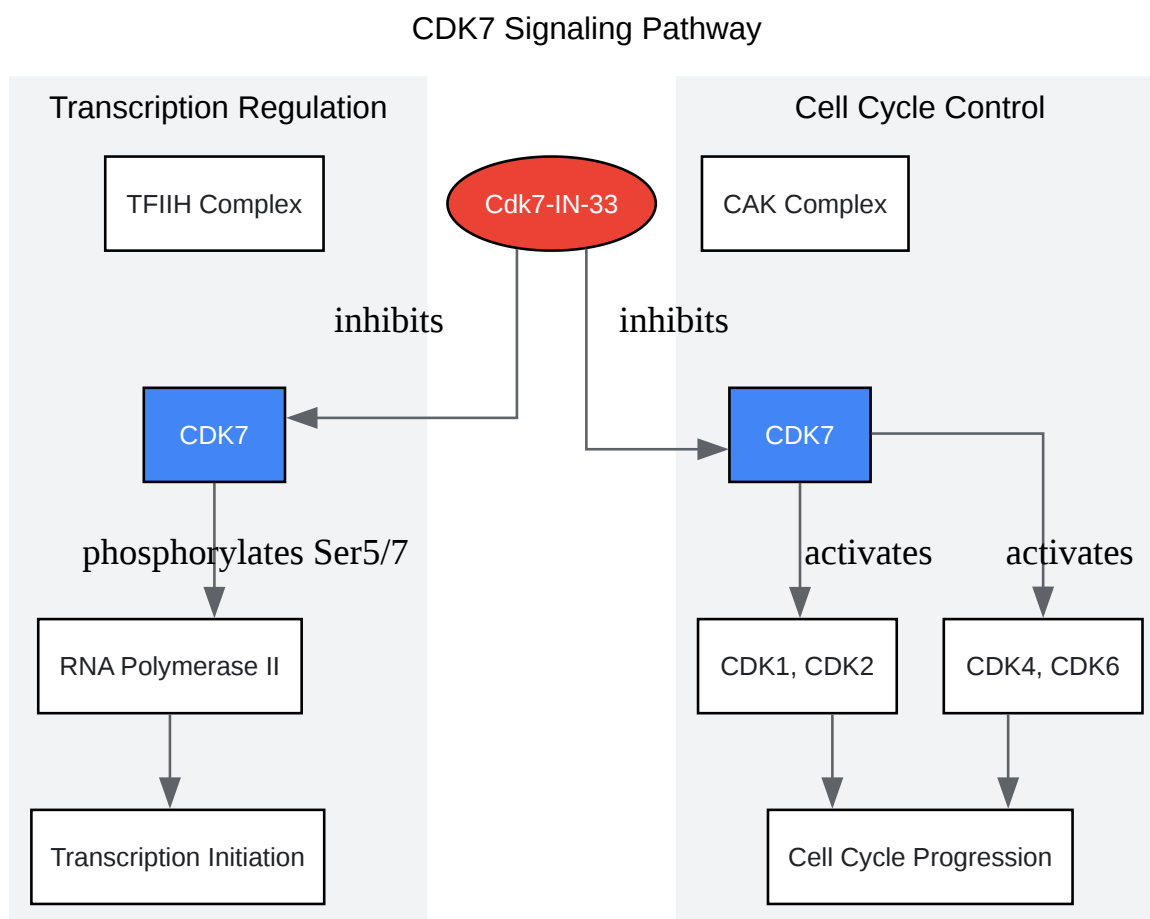 CDK7 Signaling Pathway
Transcription Regulation
Cell Cycle Control
TFIIH Complex
Cdk7-IN-33
CAK Complex
inhibits
inhibits
CDK7
CDK7
phosphorylates Ser5/7
activates
activates
RNA Polymerase II
CDK1, CDK2
CDK4, CDK6
Transcription Initiation
Cell Cycle Progression